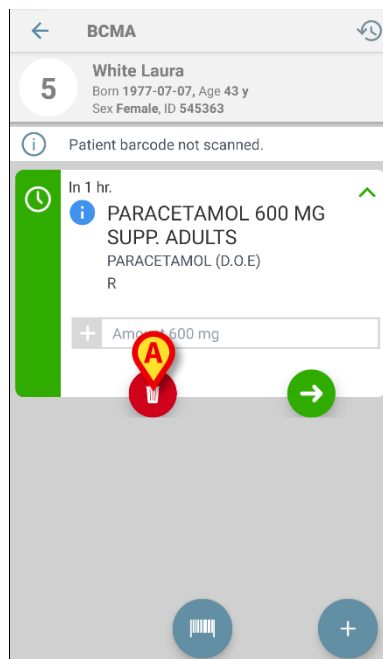 BCMA
5
White Laura
Born 1977-07-07, Age 43 y
Sex Female, ID 545363
Patient barcode not scanned.
In 1 hr.
PARACETAMOL 600 MG
SUPP. ADULTS
PARACETAMOL (D.O.E)
R
Amount 600 mg
A